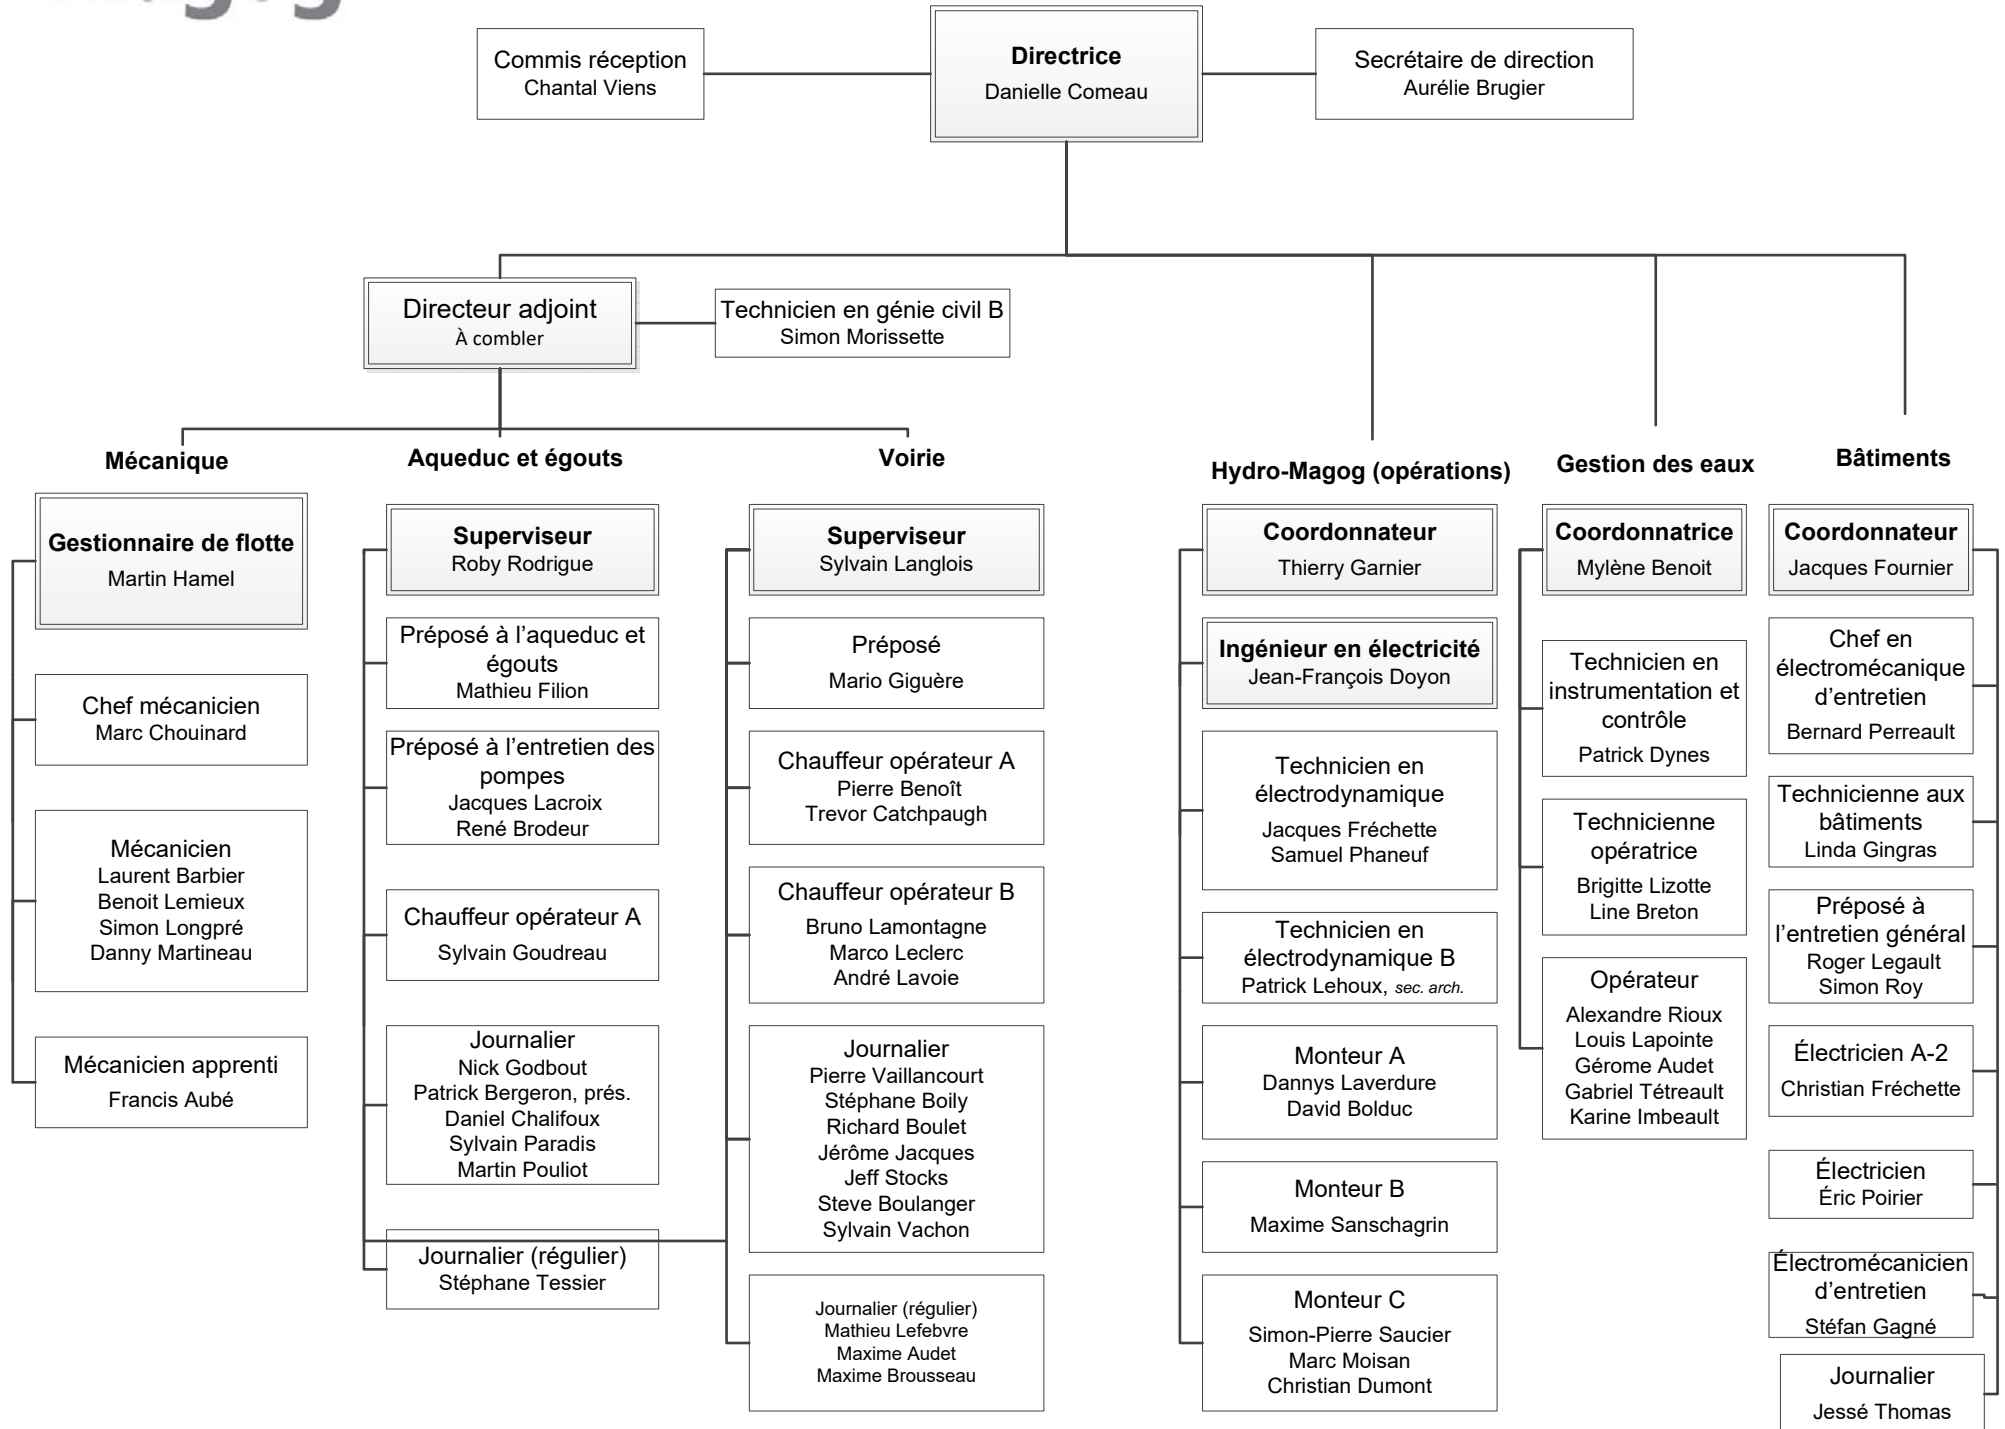 Commis réception
Chantal Viens
Directrice
Danielle Comeau
Secrétaire de direction
Aurélie Brugier
Directeur adjoint
À combler
Technicien en génie civil B
Simon Morissette
Mécanique
Gestionnaire de flotte
Martin Hamel
Chef mécanicien
Marc Chouinard
Mécanicien
Laurent Barbier
Benoit Lemieux
Simon Longpré
Danny Martineau
Mécanicien apprenti
Francis Aubé
Aqueduc et égouts
Superviseur
Roby Rodrigue
Préposé à l’aqueduc et
égouts
Mathieu Filion
Préposé à l’entretien des
pompes
Jacques Lacroix
René Brodeur
Chauffeur opérateur A
Sylvain Goudreau
Journalier
Nick Godbout
Patrick Bergeron, prés.
Daniel Chalifoux
Sylvain Paradis
Martin Pouliot
Journalier (régulier)
Stéphane Tessier
Voirie
Superviseur
Sylvain Langlois
Préposé
Mario Giguère
Chauffeur opérateur A
Pierre Benoît
Trevor Catchpaugh
Chauffeur opérateur B
Bruno Lamontagne
Marco Leclerc
André Lavoie
Journalier
Pierre Vaillancourt
Stéphane Boily
Richard Boulet
Jérôme Jacques
Jeff Stocks
Steve Boulanger
Sylvain Vachon
Journalier (régulier)
Mathieu Lefebvre
Maxime Audet
Maxime Brousseau
Hydro-Magog (opérations)
Coordonnateur
Thierry Garnier
Ingénieur en électricité
Jean-François Doyon
Technicien en
électrodynamique
Jacques Fréchette
Samuel Phaneuf
Technicien en
électrodynamique B
Patrick Lehoux, sec. arch.
Monteur A
Dannys Laverdure
David Bolduc
Monteur B
Maxime Sanschagrin
Monteur C
Simon-Pierre Saucier
Marc Moisan
Christian Dumont
Gestion des eaux
Coordonnatrice
Mylène Benoit
Technicien en
instrumentation et
contrôle
Patrick Dynes
Technicienne
opératrice
Brigitte Lizotte
Line Breton
Opérateur
Alexandre Rioux
Louis Lapointe
Gérome Audet
Gabriel Tétreault
Karine Imbeault
Bâtiments
Coordonnateur
Jacques Fournier
Chef en
électromécanique
d’entretien
Bernard Perreault
Technicienne aux
bâtiments
Linda Gingras
Préposé à
l’entretien général
Roger Legault
Simon Roy
Électricien A-2
Christian Fréchette
Électricien
Éric Poirier
Électromécanicien
d’entretien
Stéfan Gagné
Journalier
Jessé Thomas